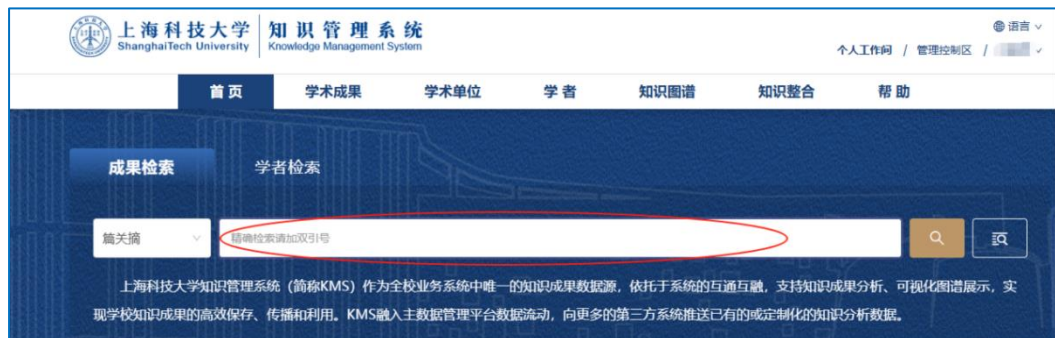 上海科技大学
ShanghaiTech University
知识管理系统
Knowledge Management System
语言
个人工作间 / 管理控制区 /
首页 学术成果 学术单位 学者 知识图谱 知识整合 帮助
成果检索 学者检索
篇关摘 精确检索请加双引号
上海科技大学知识管理系统（简称KMS）作为全校业务系统中唯一的知识成果数据源，依托于系统的互通互融，支持知识成果分析、可视化图谱展示，实
现学校知识成果的高效保存、传播和利用。KMS融入主数据管理平台数据流动，向更多的第三方系统推送已有的或定制化的知识分析数据。